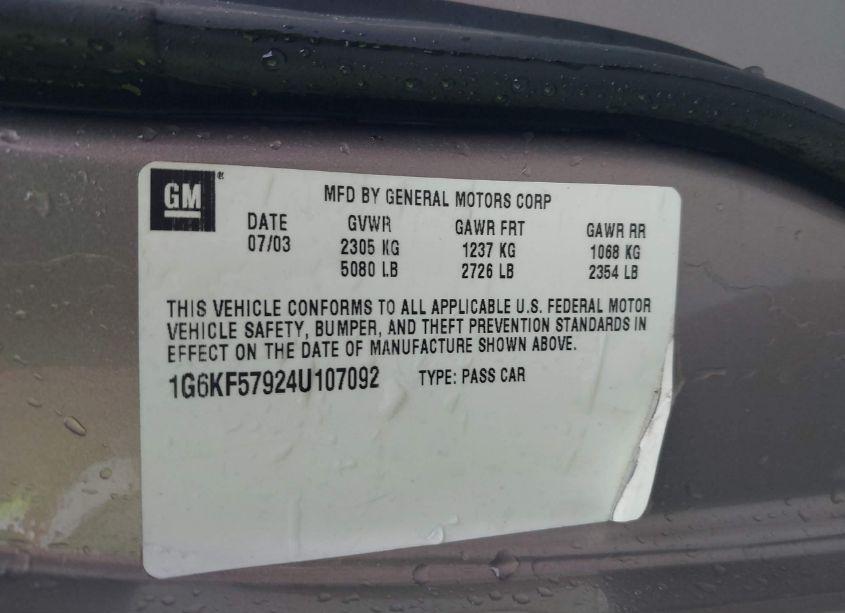 GM®
MFD BY GENERAL MOTORS CORP
DATE GVWR GAWR FRT GAWR RR
07/03 2305 KG 1237 KG 1068 KG
5080 LB 2726 LB 2354 LB
THIS VEHICLE CONFORMS TO ALL APPLICABLE U.S. FEDERAL MOTOR
VEHICLE SAFETY, BUMPER, AND THEFT PREVENTION STANDARDS IN
EFFECT ON THE DATE OF MANUFACTURE SHOWN ABOVE.
1G6KF57924U107092 TYPE: PASS CAR